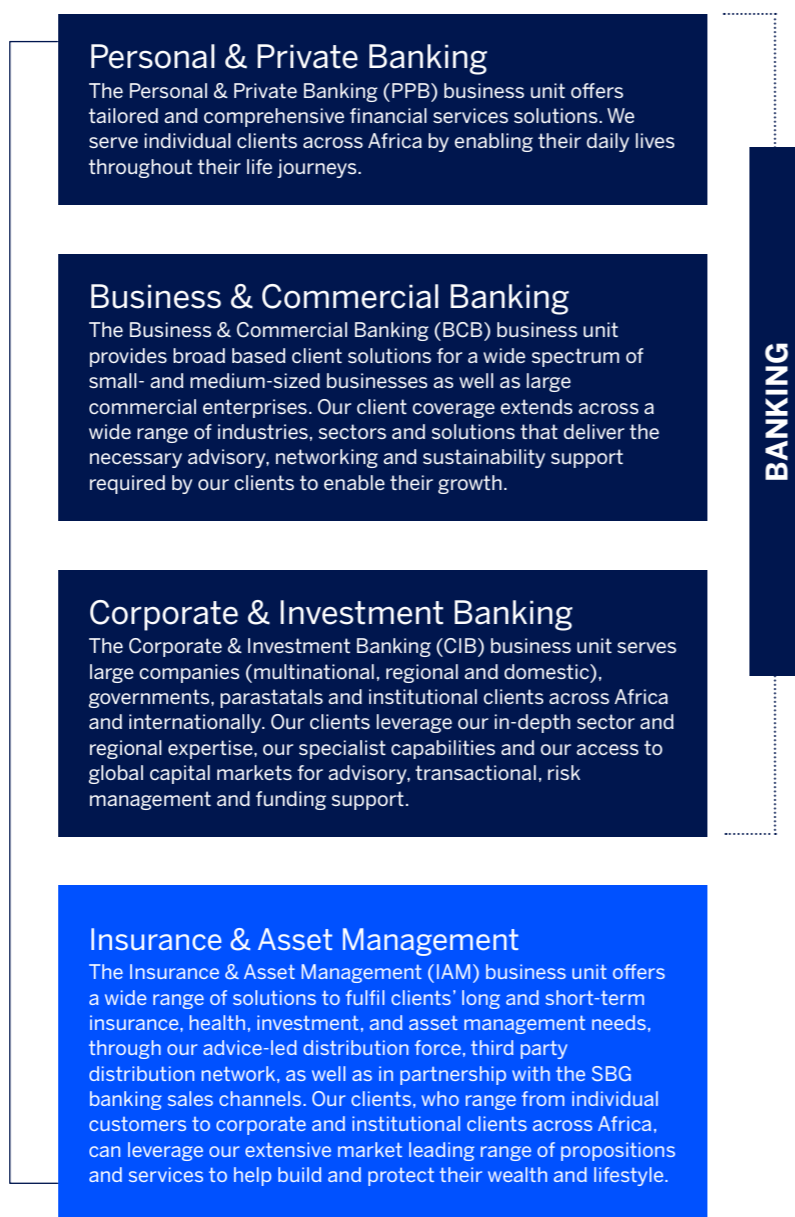 Personal & Private Banking
The Personal & Private Banking (PPB) business unit offers
tailored and comprehensive financial services solutions. We
serve individual clients across Africa by enabling their daily lives
throughout their life journeys.
Business & Commercial Banking
The Business & Commercial Banking (BCB) business unit
provides broad based client solutions for a wide spectrum of
small- and medium-sized businesses as well as large
commercial enterprises. Our client coverage extends across a
wide range of industries, sectors and solutions that deliver the
necessary advisory, networking and sustainability support
required by our clients to enable their growth.
Corporate & Investment Banking
The Corporate & Investment Banking (CIB) business unit serves
large companies (multinational, regional and domestic),
governments, parastatals and institutional clients across Africa
and internationally. Our clients leverage our in-depth sector and
regional expertise, our specialist capabilities and our access to
global capital markets for advisory, transactional, risk
management and funding support.
BANKING
Insurance & Asset Management
The Insurance & Asset Management (IAM) business unit offers
a wide range of solutions to fulfil clients’ long and short-term
insurance, health, investment, and asset management needs,
through our advice-led distribution force, third party
distribution network, as well as in partnership with the SBG
banking sales channels. Our clients, who range from individual
customers to corporate and institutional clients across Africa,
can leverage our extensive market leading range of propositions
and services to help build and protect their wealth and lifestyle.